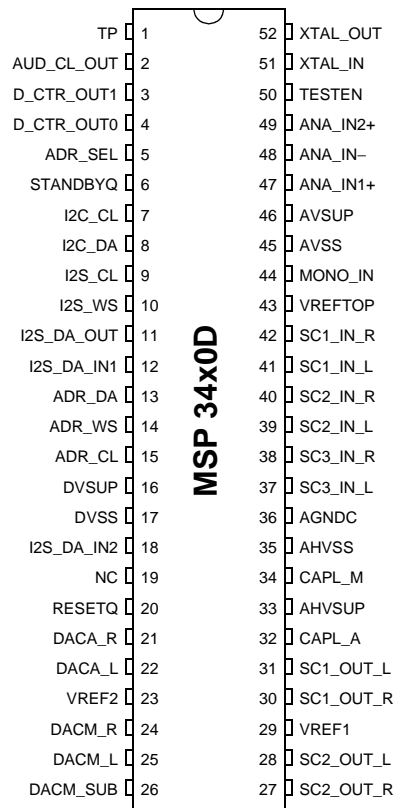 TP 1 52 XTAL_OUT
AUD_CL_OUT 2 51 XTAL_IN
D_CTR_OUT1 3 50 TESTEN
D_CTR_OUT0 4 49 ANA_IN2+
ADR_SEL 5 48 ANA_IN−
STANDBYQ 6 47 ANA_IN1+
I2C_CL 7 46 AVSUP
I2C_DA 8 45 AVSS
I2S_CL 9 44 MONO_IN
I2S_WS 10 43 VREFTOP
I2S_DA_OUT 11 42 SC1_IN_R
I2S_DA_IN1 12 41 SC1_IN_L
ADR_DA 13 40 SC2_IN_R
ADR_WS 14 39 SC2_IN_L
ADR_CL 15 38 SC3_IN_R
DVSUP 16 37 SC3_IN_L
DVSS 17 36 AGNDC
I2S_DA_IN2 18 35 AHVSS
NC 19 34 CAPL_M
RESETQ 20 33 AHVSUP
DACA_R 21 32 CAPL_A
DACA_L 22 31 SC1_OUT_L
VREF2 23 30 SC1_OUT_R
DACM_R 24 29 VREF1
DACM_L 25 28 SC2_OUT_L
DACM_SUB 26 27 SC2_OUT_R
MSP 34x0D